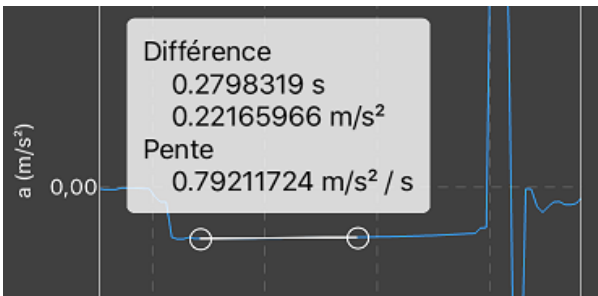 Différence
0.2798319 s
0.22165966 m/s²
Pente
0.79211724 m/s² / s
a (m/s²)
0,00